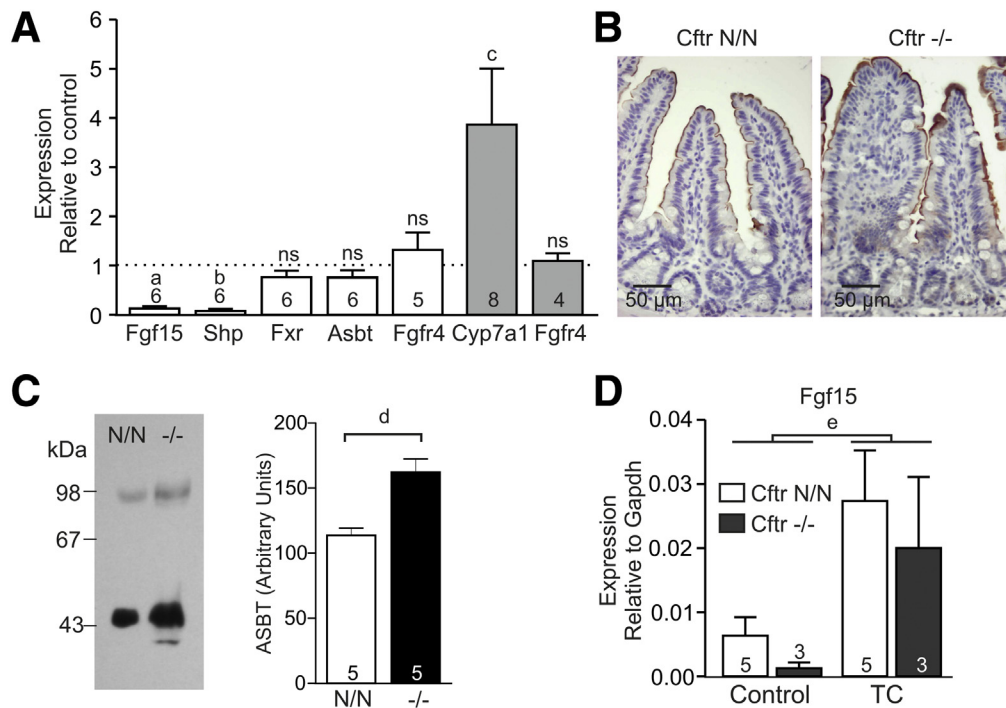 A
Expression
Relative to control
6
5
4
3
2
1
0
a
6
b
6
ns
6
ns
6
ns
5
c
8
ns
4
Fgf15 Shp Fxr Asbt Fgfr4 Cyp7a1 Fgfr4
B
Cftr N/N Cftr -/-
50 µm 50 µm
C
kDa
N/N -/-
98
67
43
ASBT (Arbitrary Units)
200
150
100
50
0
d
5 5
N/N -/-
D
Fgf15
Expression
Relative to Gapdh
0.04
0.03
0.02
0.01
0.00
e
Cftr N/N
Cftr -/-
5 3 5 3
Control TC